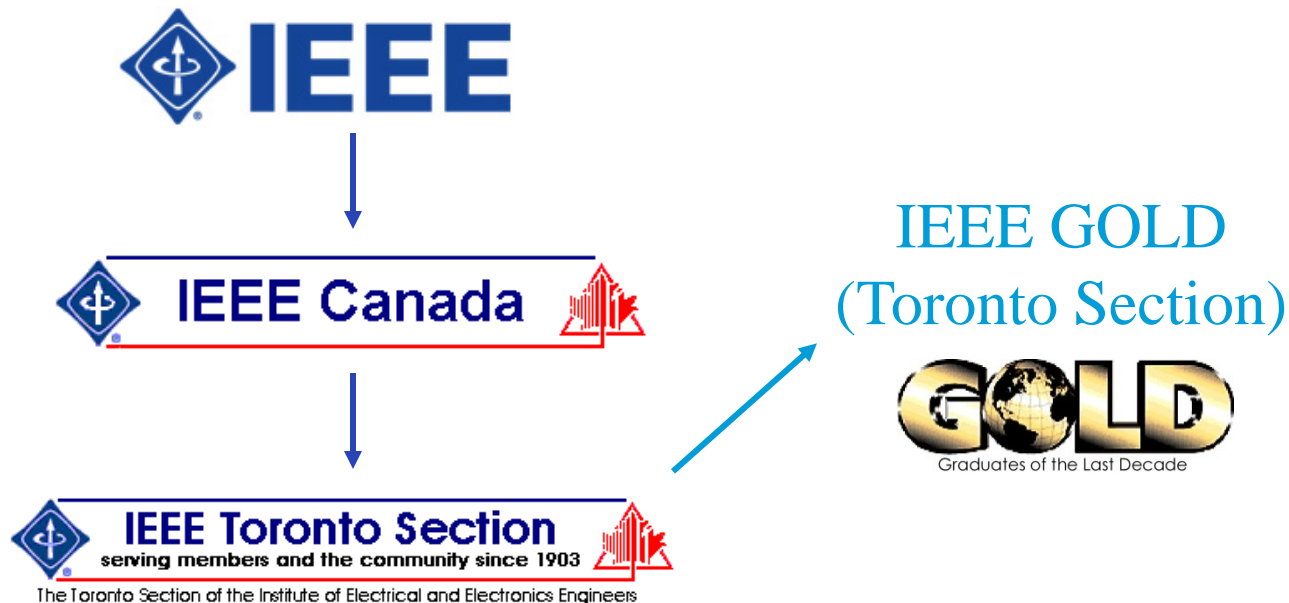 IEEE
IEEE Canada
IEEE Toronto Section
serving members and the community since 1903
The Toronto Section of the Institute of Electrical and Electronics Engineers
IEEE GOLD
(Toronto Section)
GOLD
Graduates of the Last Decade